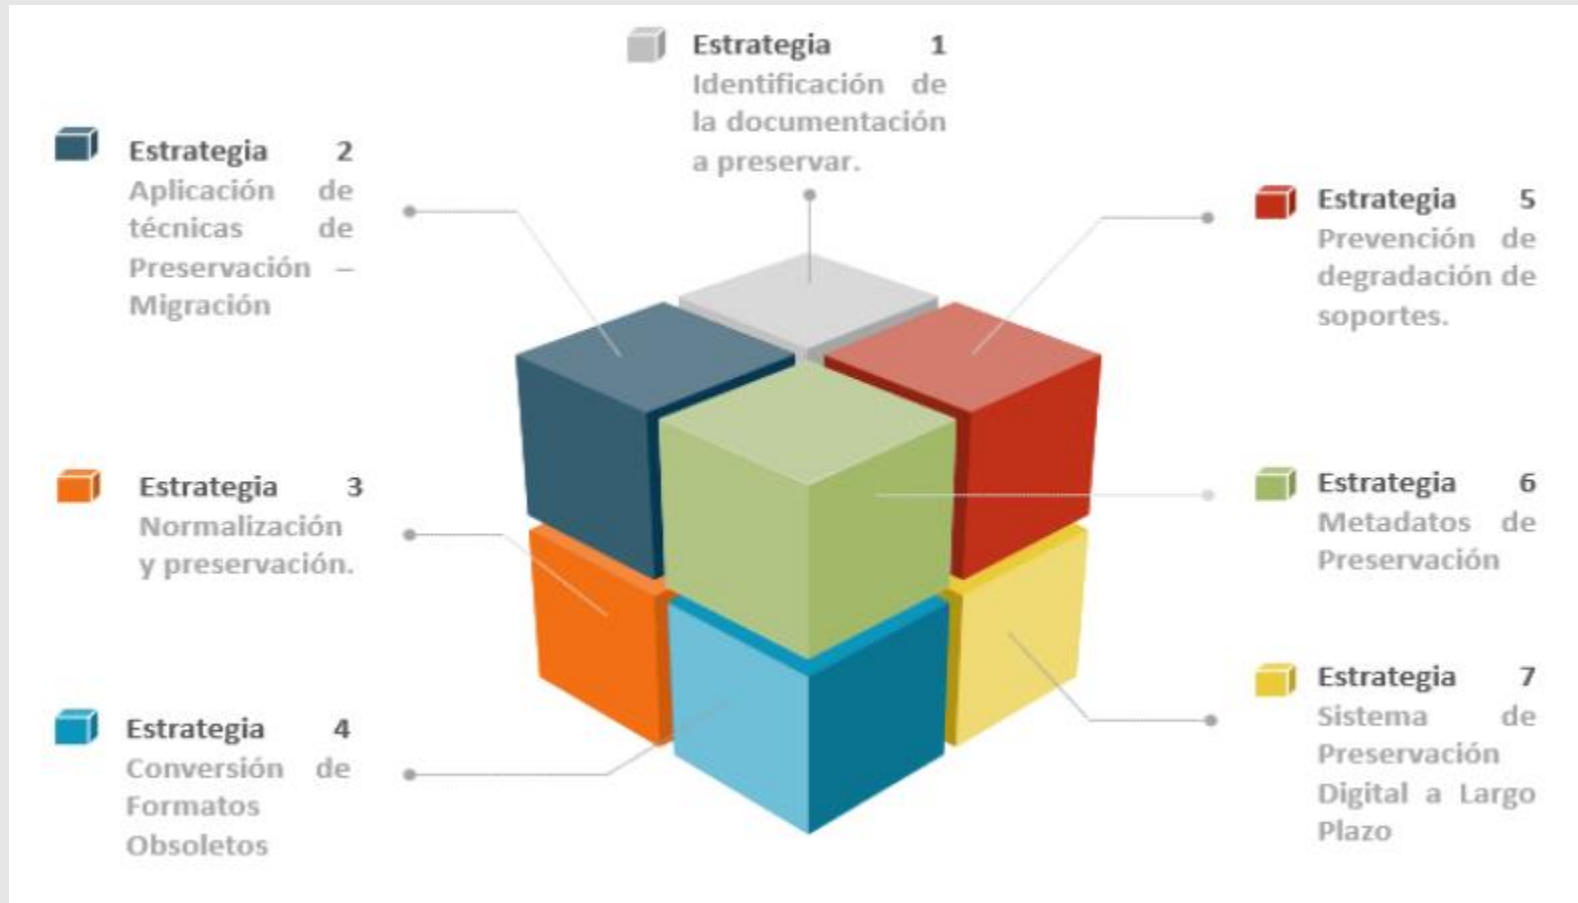 Estrategia 1
Identificación de
la documentación
a preservar.
Estrategia 2
Aplicación de
técnicas de
Preservación –
Migración
Estrategia 3
Normalización
y preservación.
Estrategia 4
Conversión de
Formatos
Obsoletos
Estrategia 5
Prevención de
degradación de
soportes.
Estrategia 6
Metadatos de
Preservación
Estrategia 7
Sistema de
Preservación
Digital a Largo
Plazo